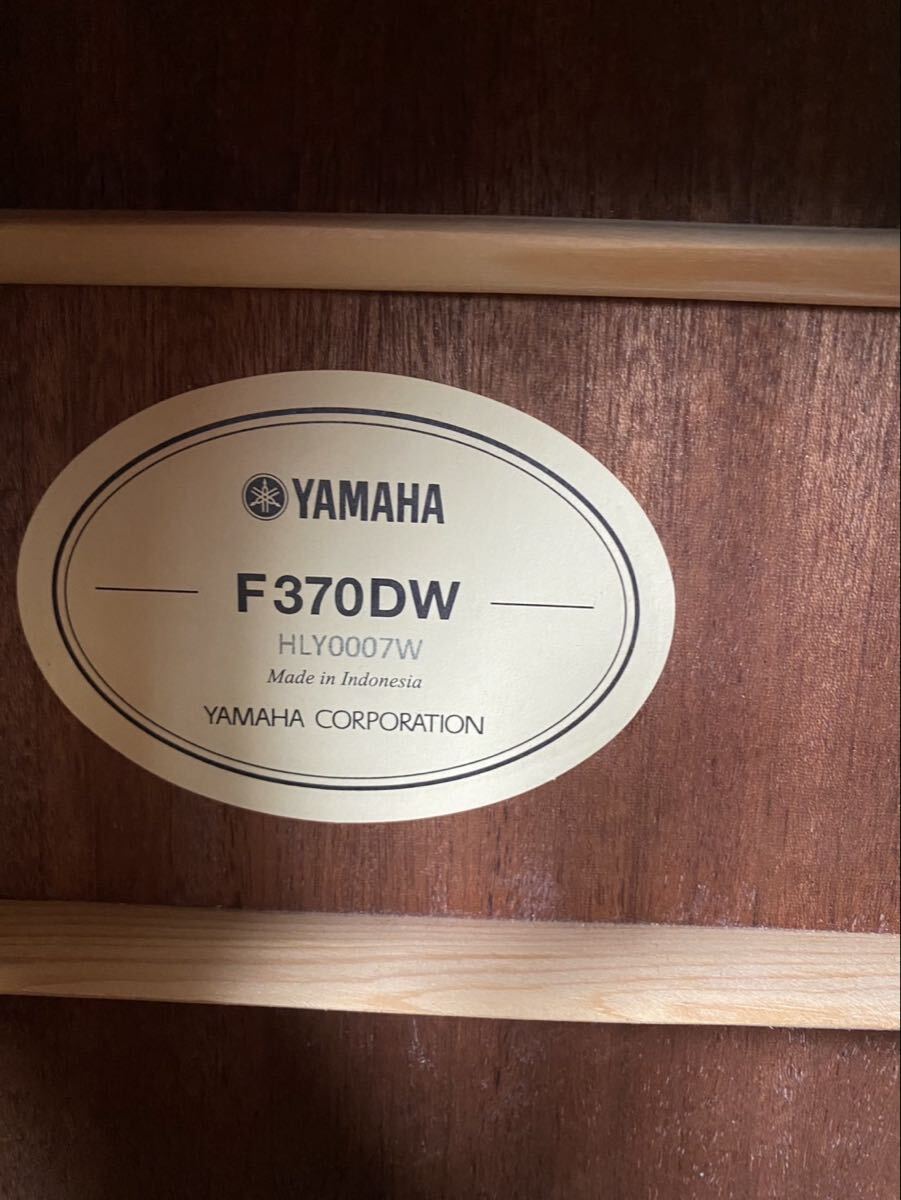 YAMAHA
F370DW
HLY0007W
Made in Indonesia
YAMAHA CORPORATION